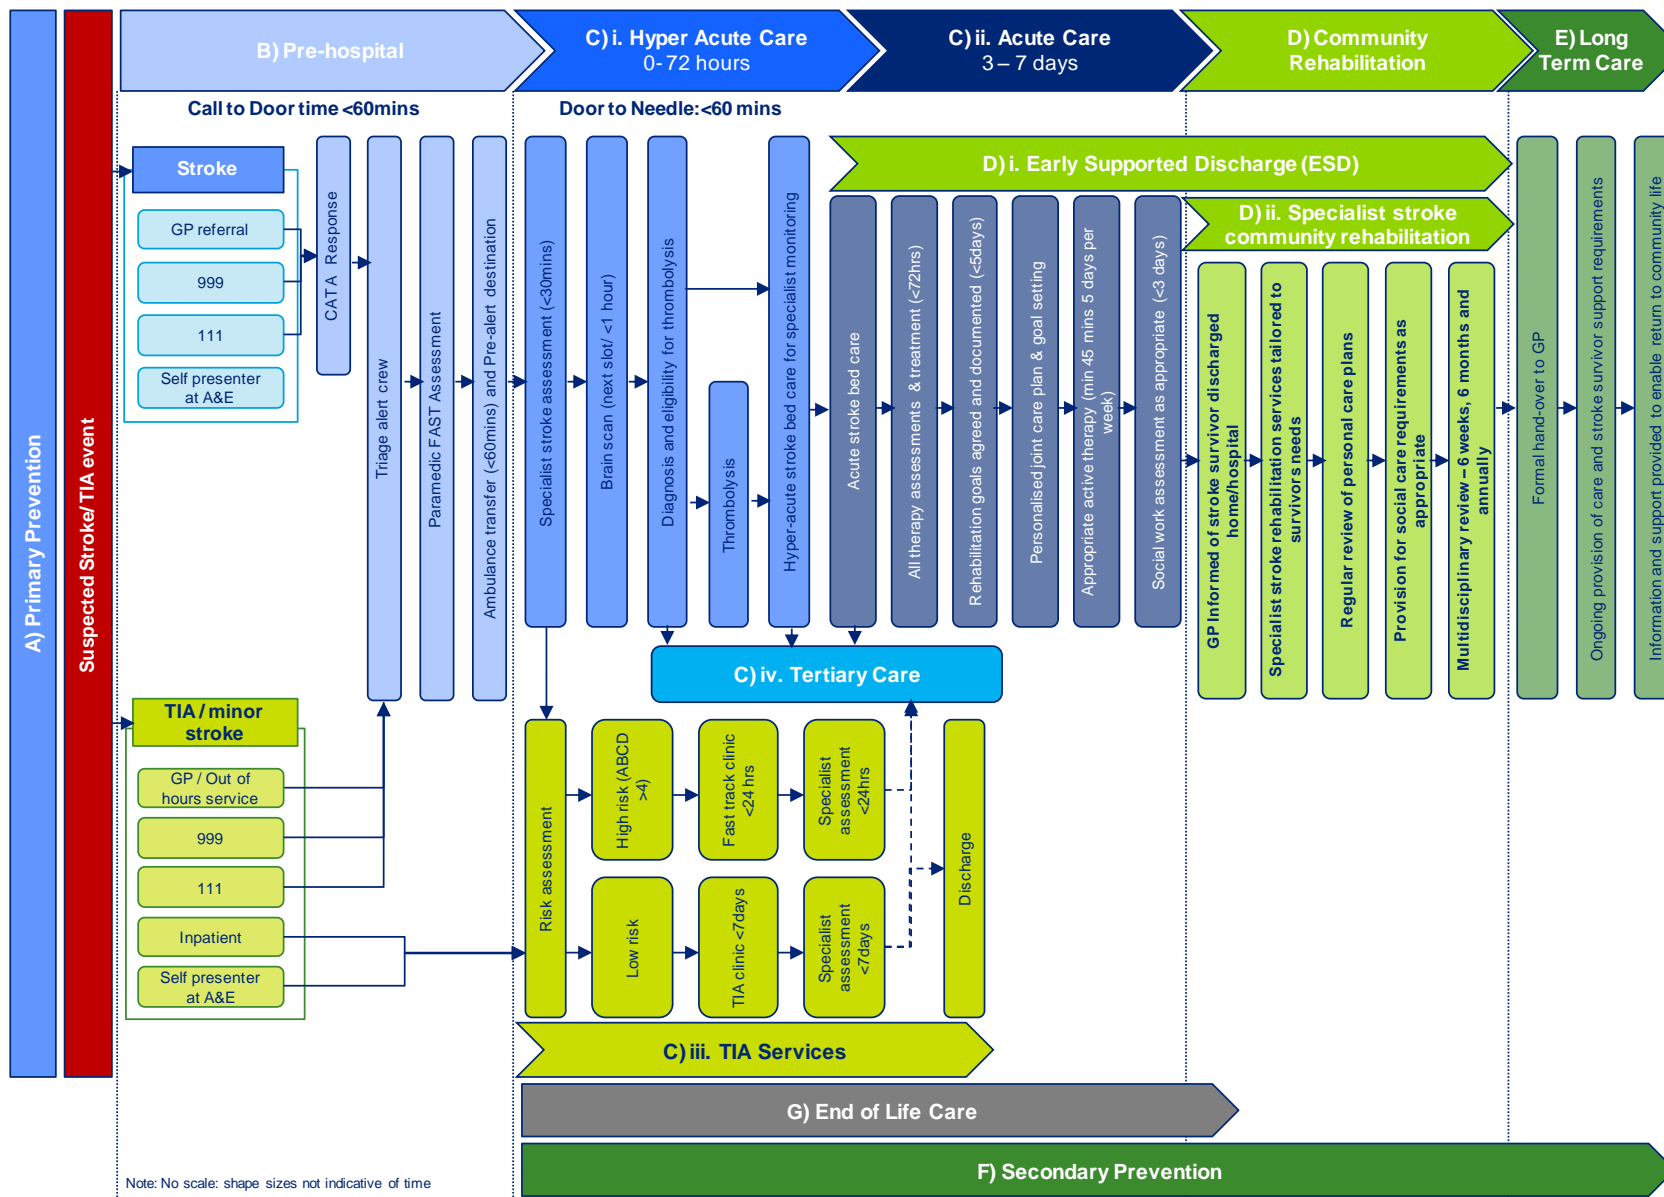 A) Primary Prevention
Suspected Stroke/ TIA event
B) Pre-hospital
C) i. Hyper Acute Care
0-72 hours
C) ii. Acute Care
3 – 7 days
D) Community
Rehabilitation
E) Long
Term Care
Call to Door time <60mins
Door to Needle: <60 mins
Stroke
GP referral
999
111
Self presenter
at A&E
CATA Response
Triage alert crew
Paramedic FAST Assessment
Ambulance transfer (<60mins) and Pre-alert destination
Specialist stroke assessment (<30mins)
Brain scan (next slot/ <1 hour)
Diagnosis and eligibility for thrombolysis
Thrombolysis
Hyper-acute stroke bed care for specialist monitoring
D) i. Early Supported Discharge (ESD)
Acute stroke bed care
All therapy assessments & treatment (<72hrs)
Rehabilitation goals agreed and documented (<5days)
Personalised joint care plan & goal setting
Appropriate active therapy (min 45 mins 5 days per
week)
Social work assessment as appropriate (<3 days)
D) ii. Specialist stroke
community rehabilitation
GP Informed of stroke survivor discharged
home/hospital
Specialist stroke rehabilitation services tailored to
survivors needs
Regular review of personal care plans
Provision for social care requirements as
appropriate
Multidisciplinary review – 6 weeks, 6 months and
annually
Formal hand-over to GP
Ongoing provision of care and stroke survivor support requirements
Information and support provided to enable return to community life
C) iv. Tertiary Care
TIA / minor
stroke
GP / Out of
hours service
999
111
Inpatient
Self presenter
at A&E
Risk assessment
High risk (ABCD
>4)
Fast track clinic
<24 hrs
Specialist
assessment
<24hrs
Low risk
TIA clinic <7days
Specialist
assessment
<7days
Discharge
C) iii. TIA Services
G) End of Life Care
F) Secondary Prevention
Note: No scale: shape sizes not indicative of time